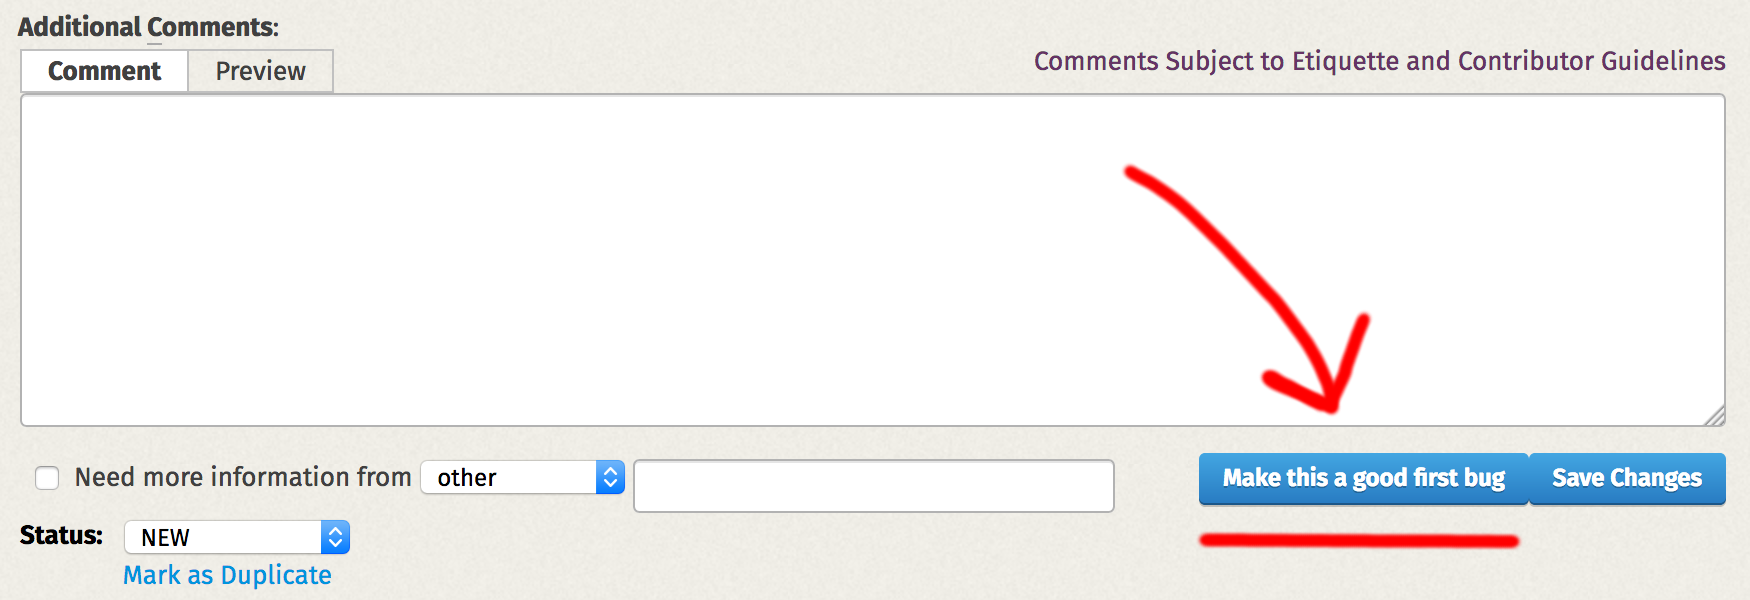 Additional Comments:
Comment
Preview
Comments Subject to Etiquette and Contributor Guidelines
Need more information from
other
Make this a good first bug
Save Changes
Status:
NEW
Mark as Duplicate